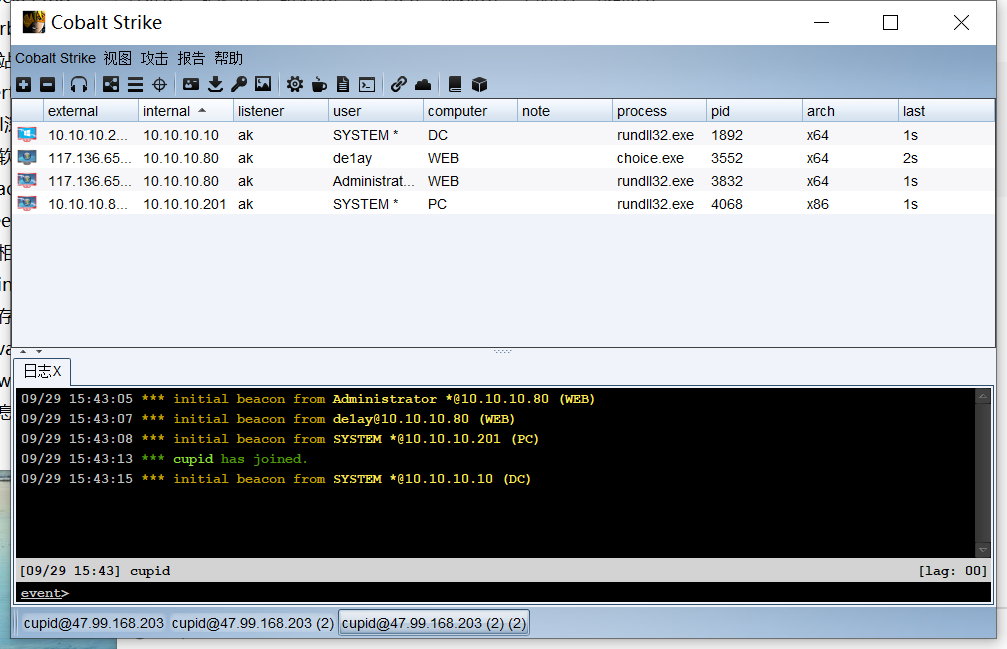 Cobalt Strike
Cobalt Strike 视图 攻击 报告 帮助
external internal listener user computer note process pid arch last
10.10.10.2... 10.10.10.10 ak SYSTEM * DC rundll32.exe 1892 x64 1s
117.136.65... 10.10.10.80 ak de1ay WEB choice.exe 3552 x64 2s
117.136.65... 10.10.10.80 ak Administrat... WEB rundll32.exe 3832 x64 1s
10.10.10.8... 10.10.10.201 ak SYSTEM * PC rundll32.exe 4068 x86 1s
日志X
09/29 15:43:05 *** initial beacon from Administrator *@10.10.10.80 (WEB)
09/29 15:43:07 *** initial beacon from de1ay@10.10.10.80 (WEB)
09/29 15:43:08 *** initial beacon from SYSTEM *@10.10.10.201 (PC)
09/29 15:43:13 *** cupid has joined.
09/29 15:43:15 *** initial beacon from SYSTEM *@10.10.10.10 (DC)
[09/29 15:43] cupid [lag: 00]
event>
cupid@47.99.168.203 cupid@47.99.168.203 (2) cupid@47.99.168.203 (2) (2)